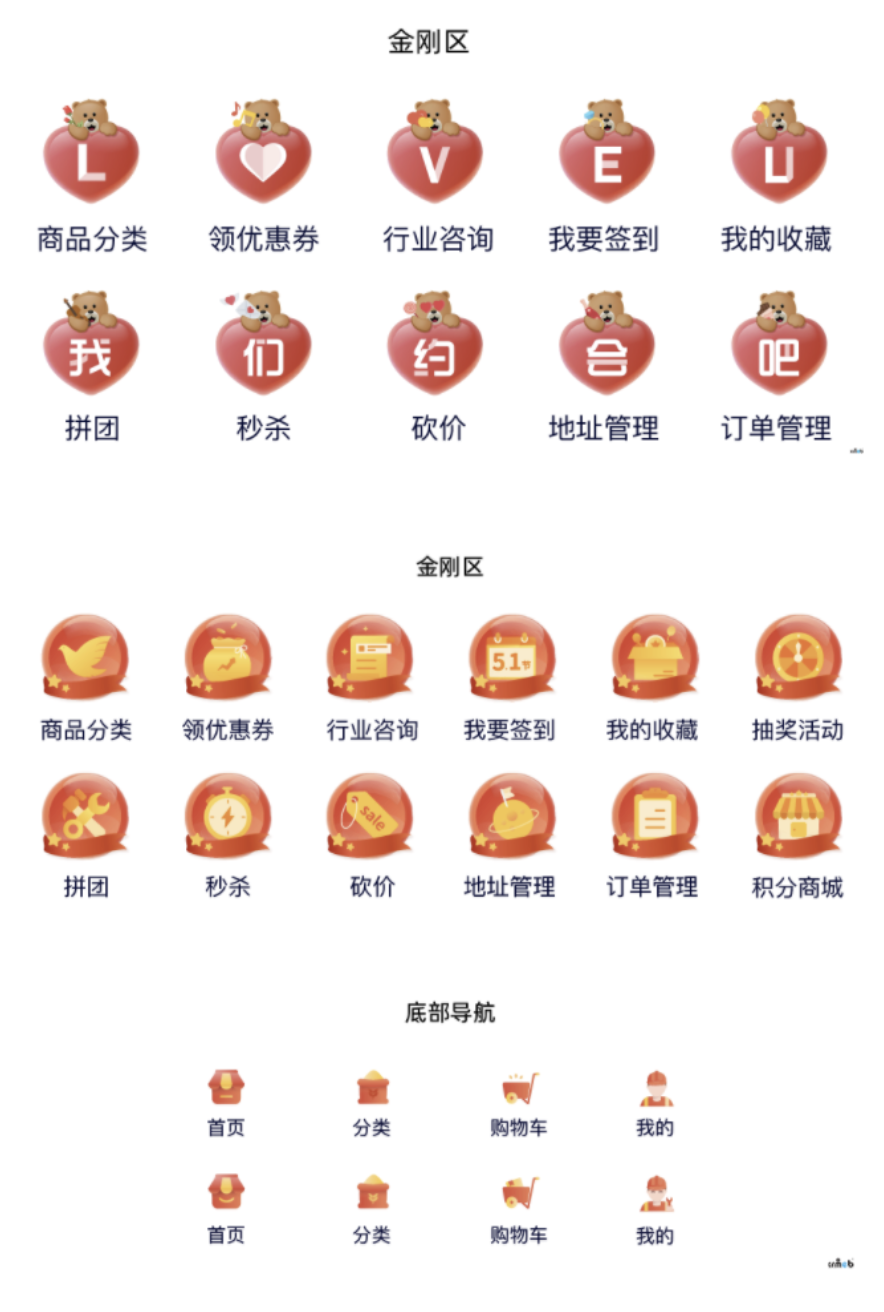 金刚区
L V E U
商品分类 领优惠券 行业咨询 我要签到 我的收藏
我 们 约 会 吧
拼团 秒杀 砍价 地址管理 订单管理
金刚区
5.1节
商品分类 领优惠券 行业咨询 我要签到 我的收藏 抽奖活动
sale
拼团 秒杀 砍价 地址管理 订单管理 积分商城
底部导航
首页 分类 购物车 我的
首页 分类 购物车 我的